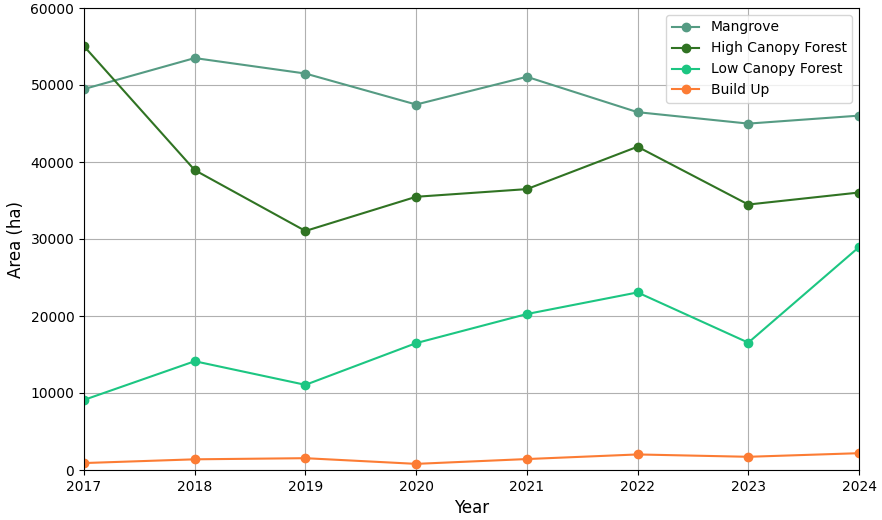 60000
50000
40000
30000
20000
10000
0
Area (ha)
2017 2018 2019 2020 2021 2022 2023 2024
Year
Mangrove
High Canopy Forest
Low Canopy Forest
Build Up